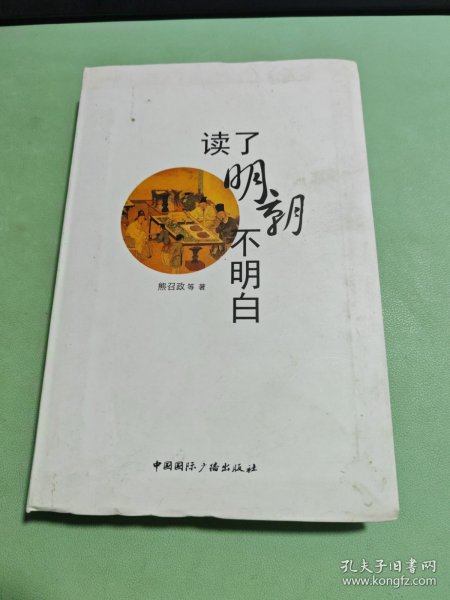 读了
明朝
不明白
熊召政 等 著
中国国际广播出版社
孔夫子旧书网
www.kongfz.com